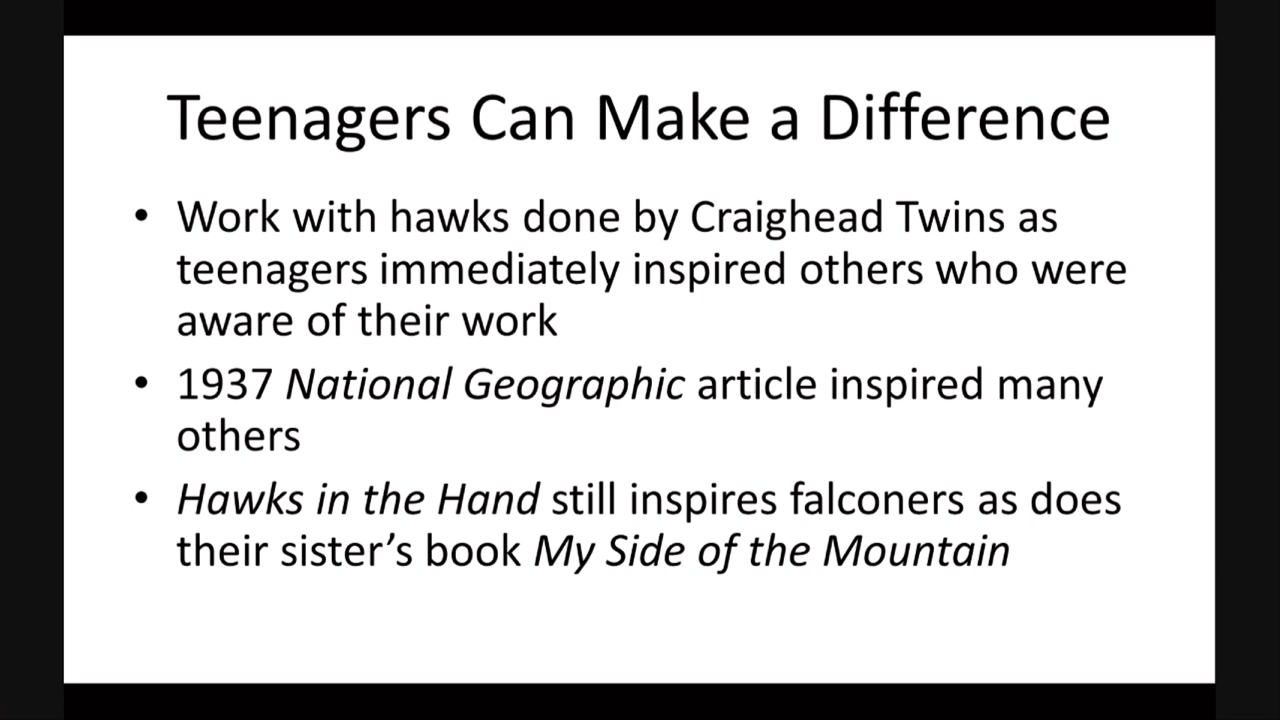 Teenagers Can Make a Difference
• Work with hawks done by Craighead Twins as
teenagers immediately inspired others who were
aware of their work
• 1937 National Geographic article inspired many
others
• Hawks in the Hand still inspires falconers as does
their sister’s book My Side of the Mountain